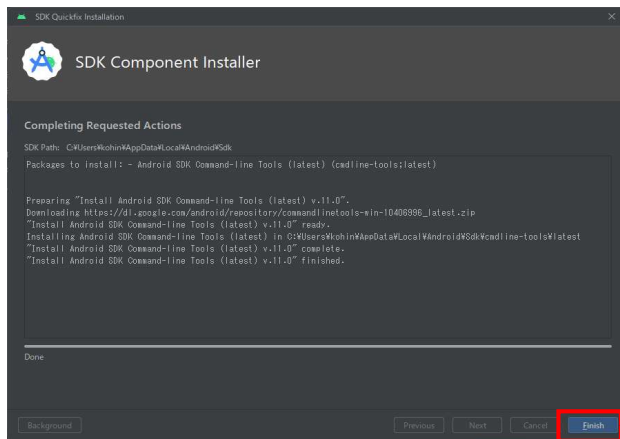 SDK Quickfix Installation
SDK Component Installer
Completing Requested Actions
SDK Path: C:¥Users¥kohin¥AppData¥Local¥Android¥Sdk
Packages to install: - Android SDK Command-line Tools (latest) (cmdline-tools;latest)
Preparing "Install Android SDK Command-line Tools (latest) v.11.0".
Downloading https://dl.google.com/android/repository/commandlinetools-win-10406996_latest.zip
"Install Android SDK Command-line Tools (latest) v.11.0" ready.
Installing Android SDK Command-line Tools (latest) in C:¥Users¥kohin¥AppData¥Local¥Android¥Sdk¥cmdline-tools¥latest
"Install Android SDK Command-line Tools (latest) v.11.0" complete.
"Install Android SDK Command-line Tools (latest) v.11.0" finished.
Done
Background Previous Next Cancel Finish